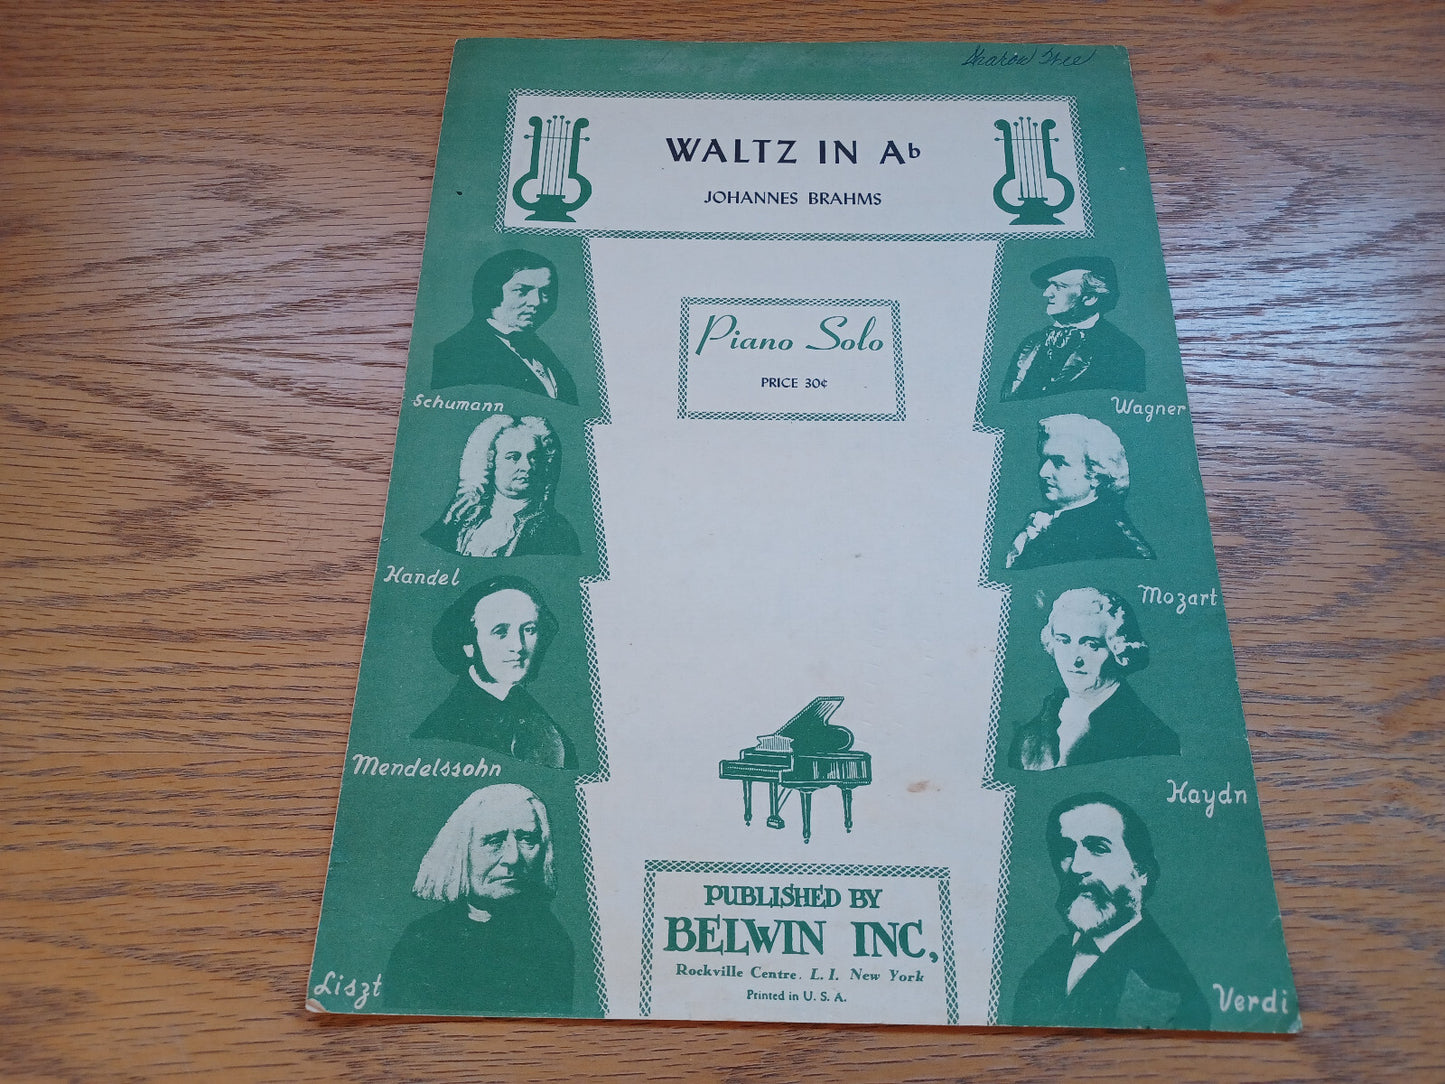 Sharon
WALTZ IN A♭
JOHANNES BRAHMS
Piano Solo
PRICE 30¢
Schumann
Wagner
Handel
Mozart
Mendelssohn
Haydn
Liszt
Verdi
PUBLISHED BY
BELWIN INC,
Rockville Centre, L. I. New York
Printed in U. S. A.